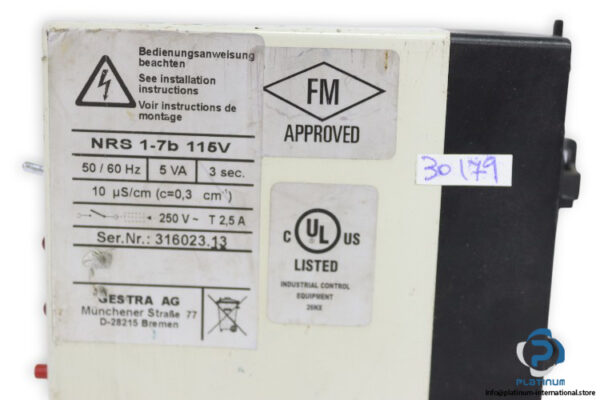 Bedienungsanweisung
beachten
See installation
instructions
Voir instructions de
montage
NRS 1-7b 115V
50 / 60 Hz
5 VA
3 sec.
10 µS/cm (c=0,3 cm⁻¹)
250 V ~ T 2,5 A
Ser.Nr.: 316023.13
GESTRA AG
Münchener Straße 77
D-28215 Bremen
FM
APPROVED
C UL US
LISTED
INDUSTRIAL CONTROL
EQUIPMENT
26NX
30179
PLATINUM
info@platinum-international.store